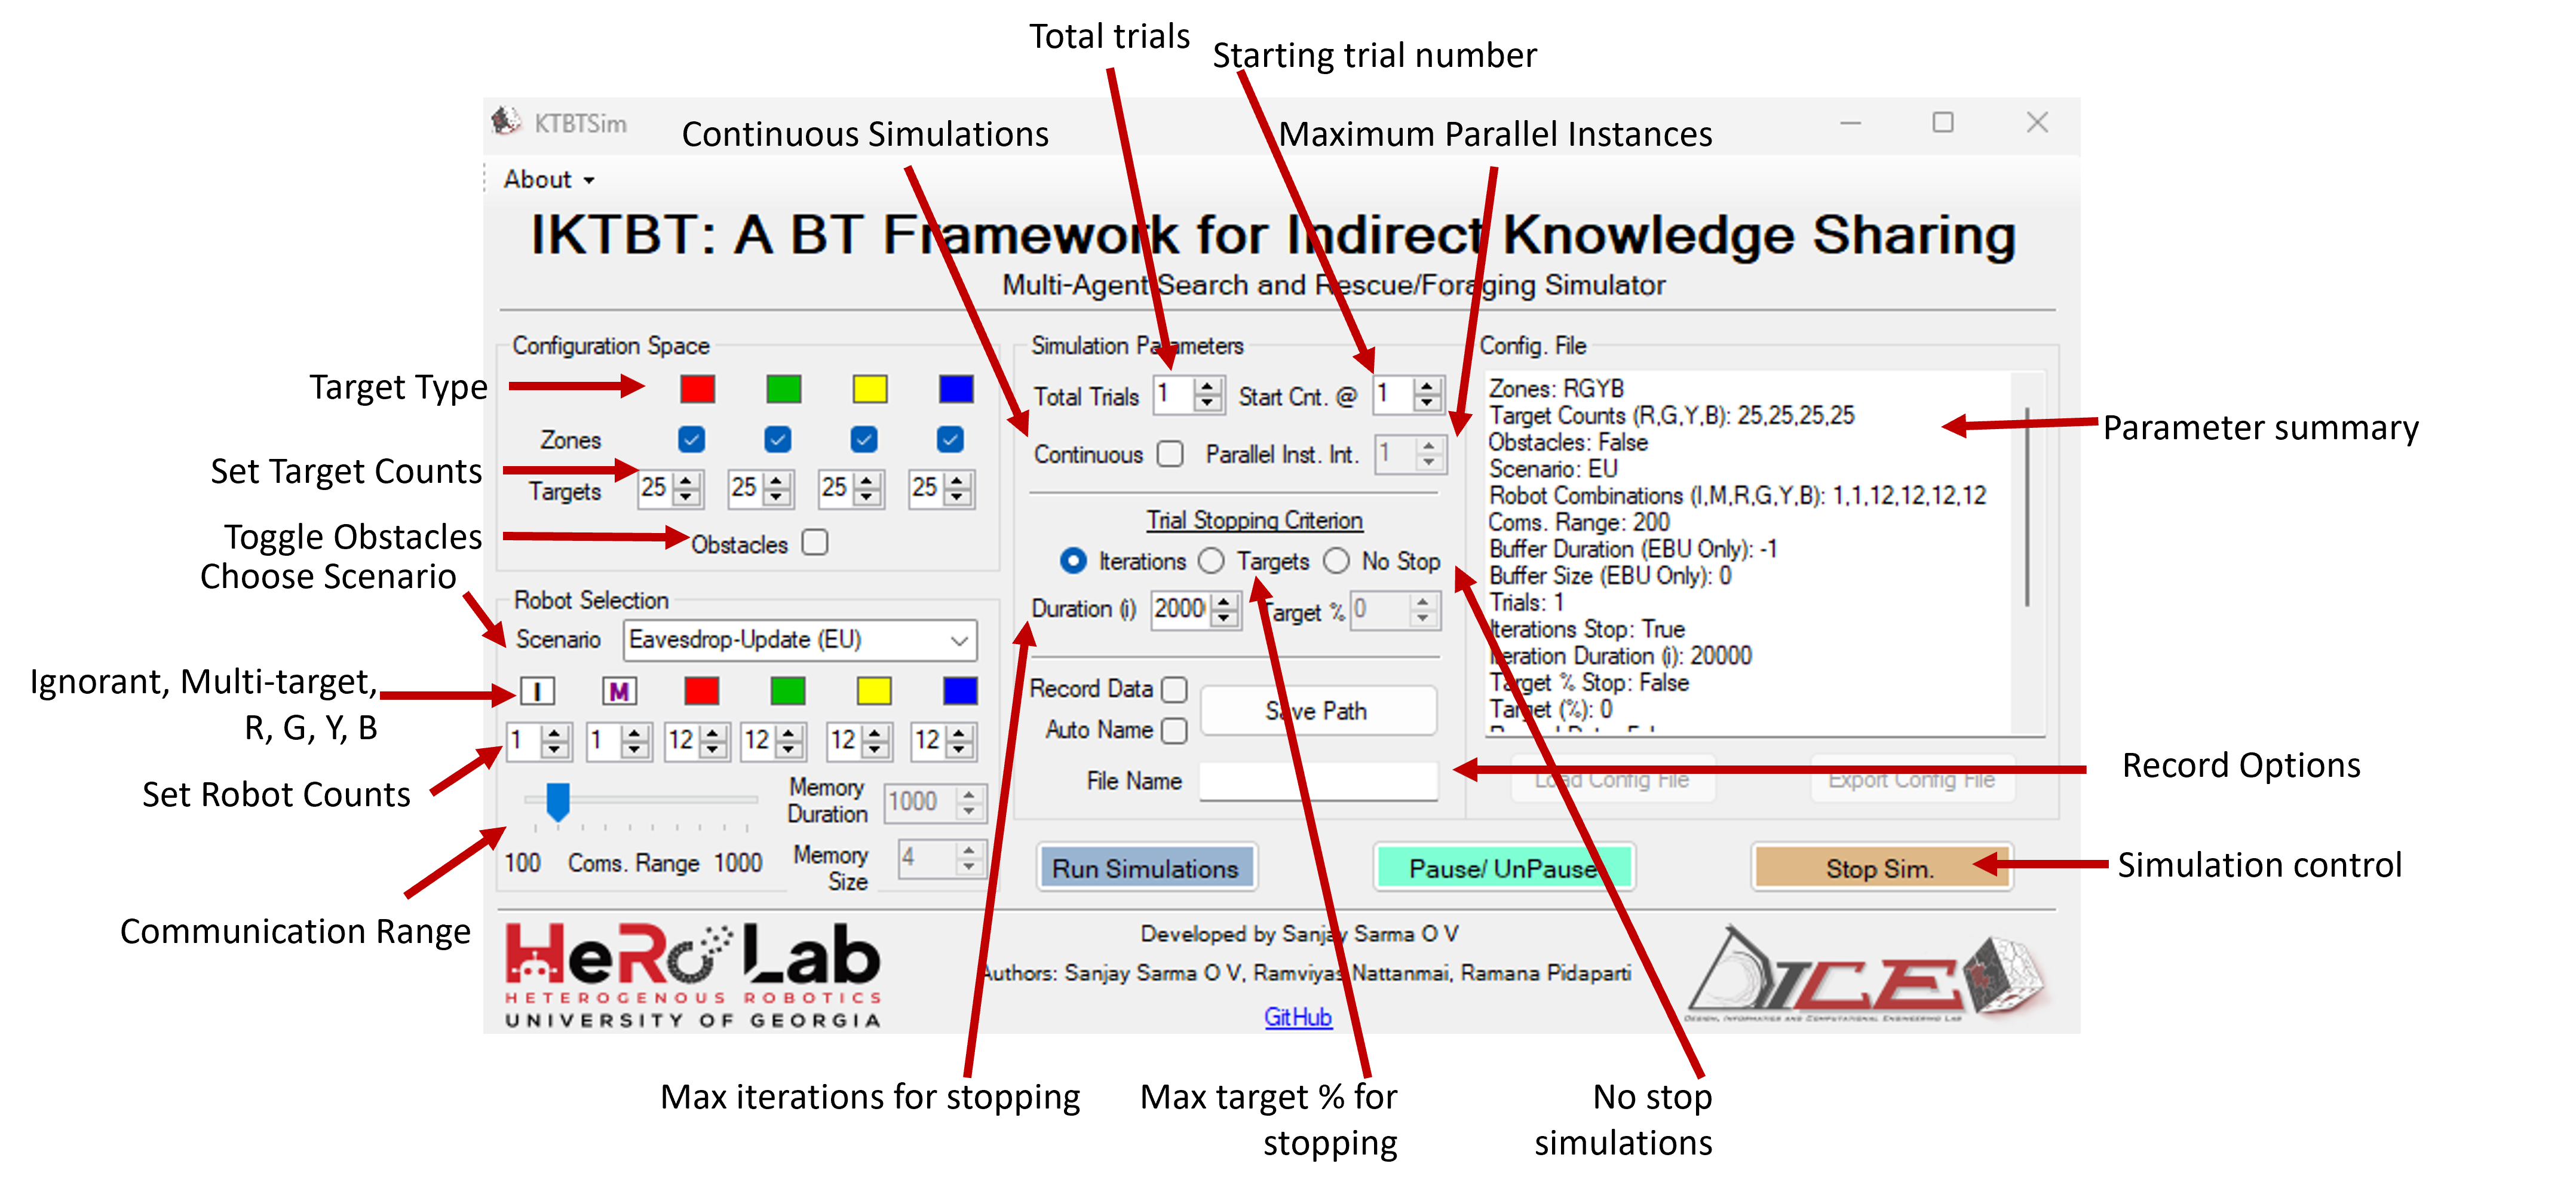 Total trials
Starting trial number
KTBTSim
Continuous Simulations
Maximum Parallel Instances
About
IKTBT: A BT Framework for Indirect Knowledge Sharing
Multi-Agent Search and Rescue/Foraging Simulator
Configuration Space
Target Type
Zones
Set Target Counts
Targets
25 25 25 25
Toggle Obstacles
Obstacles
Choose Scenario
Robot Selection
Scenario
Eavesdrop-Update (EU)
Ignorant, Multi-target,
R, G, Y, B
I M
1 1 12 12 12 12
Set Robot Counts
Memory
Duration
1000
100 Coms. Range 1000
Memory
Size
4
Communication Range
Simulation Parameters
Total Trials 1 Start Cnt. @ 1
Continuous Parallel Inst. Int. 1
Trial Stopping Criterion
Iterations Targets No Stop
Duration (i) 2000 Target % 0
Record Data
Auto Name
Save Path
File Name
Config. File
Zones: RGYB
Target Counts (R,G,Y,B): 25,25,25,25
Obstacles: False
Scenario: EU
Robot Combinations (I,M,R,G,Y,B): 1,1,12,12,12,12
Coms. Range: 200
Buffer Duration (EBU Only): -1
Buffer Size (EBU Only): 0
Trials: 1
Iterations Stop: True
Iteration Duration (i): 20000
Target % Stop: False
Target (%): 0
Load Config File
Export Config File
Parameter summary
Record Options
Run Simulations
Pause/ UnPause
Stop Sim.
Simulation control
HeRo Lab
HETEROGENOUS ROBOTICS
UNIVERSITY OF GEORGIA
Developed by Sanjay Sarma O V
Authors: Sanjay Sarma O V, Ramviyas Nattanmai, Ramana Pidaparti
GitHub
DICE
Design, Informatics and Computational Engineering Lab
Max iterations for stopping
Max target % for
stopping
No stop
simulations